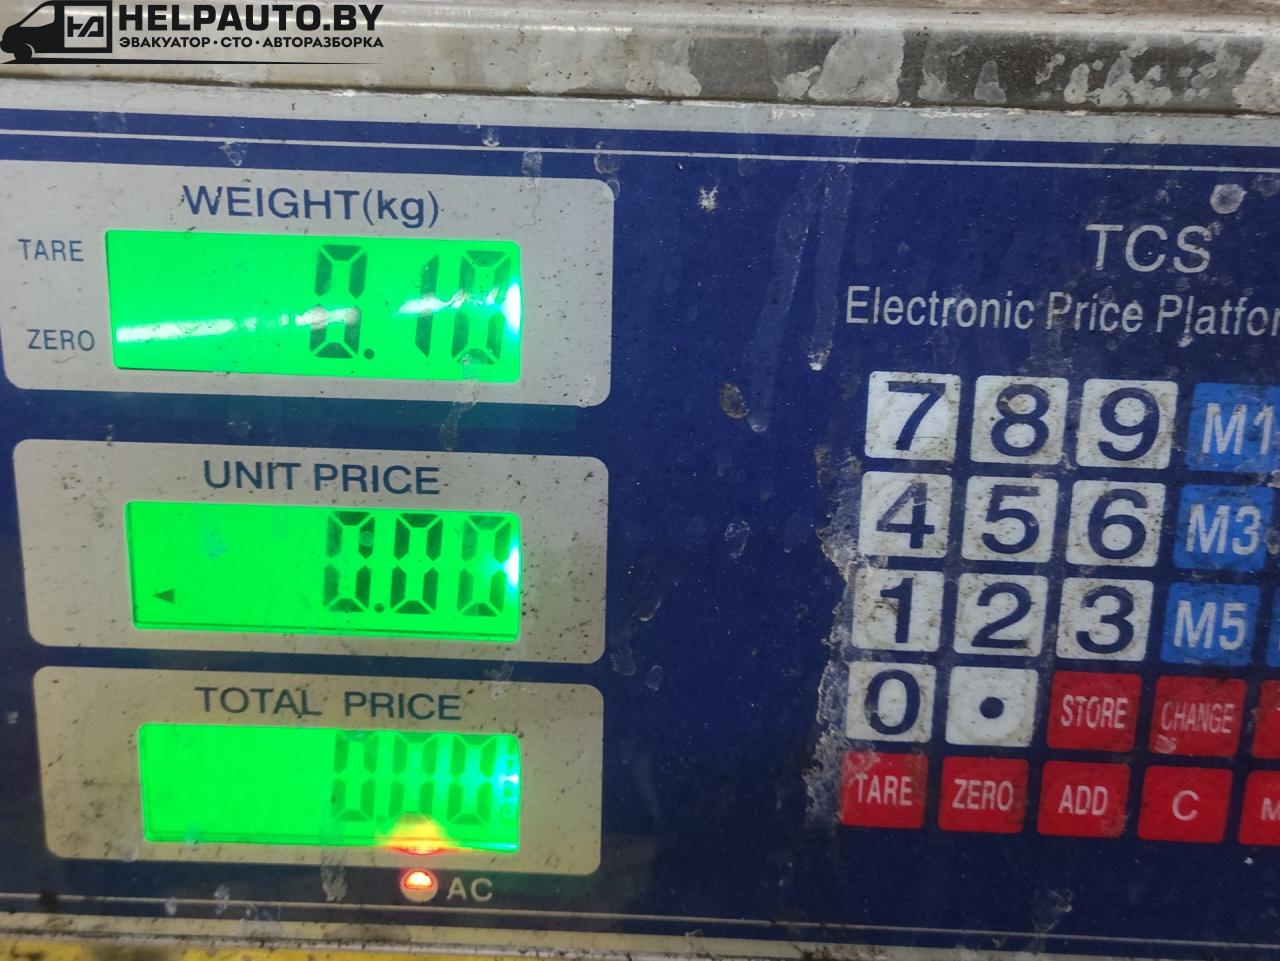 HELPAUTO.BY
ЭВАКУАТОР · СТО · АВТОРАЗБОРКА
WEIGHT(kg)
TARE
0.10
ZERO
UNIT PRICE
0.00
TOTAL PRICE
0.00
AC
TCS
Electronic Price Platfor
7 8 9 M1
4 5 6 M3
1 2 3 M5
0 . STORE CHANGE
TARE ZERO ADD C M